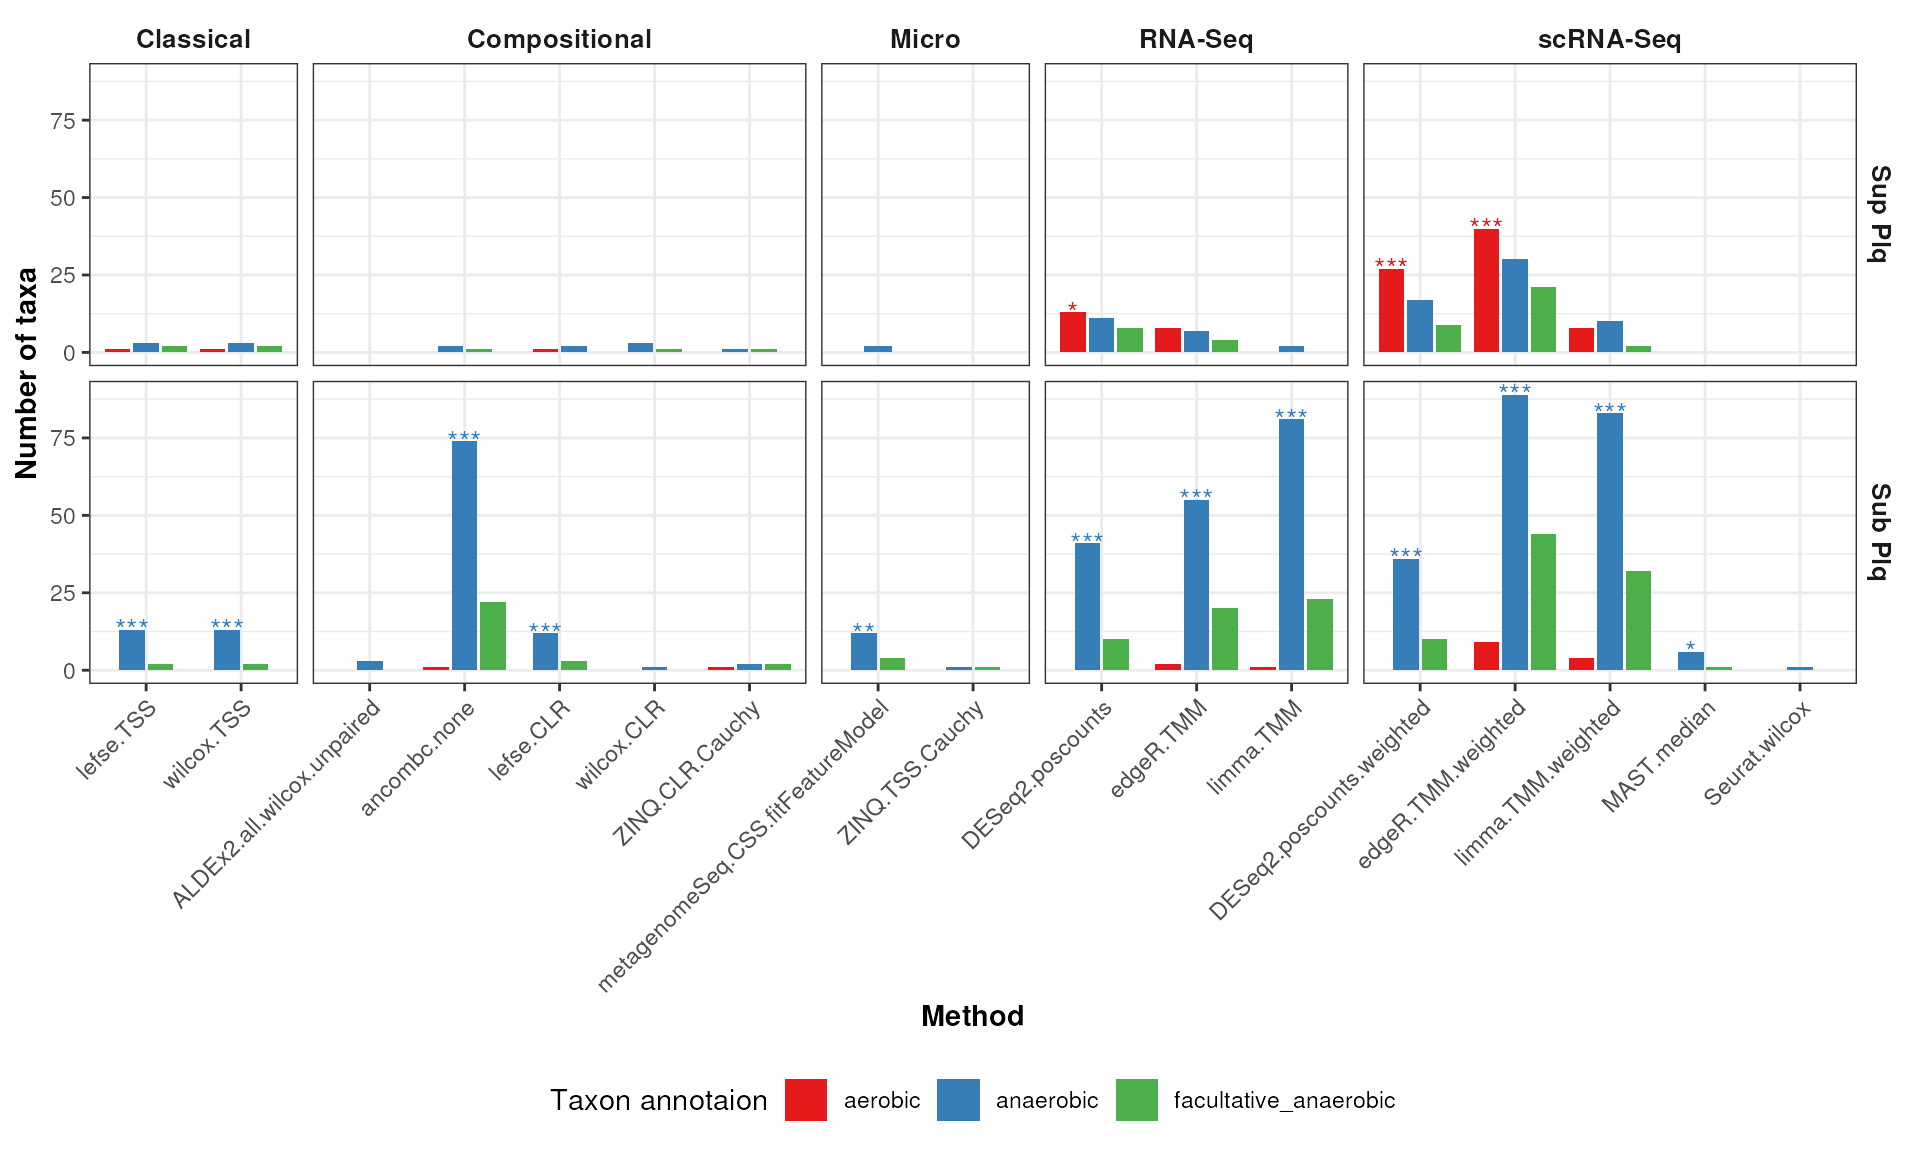 Classical Compositional Micro RNA-Seq scRNA-Seq
75
50
25
0
* *** ***
Sup Plq
Number of taxa
75
50
25
0
*** *** *** *** ** *** *** *** *** *** *** *
Sub Plq
lefse.TSS
wilcox.TSS
ALDEx2.all.wilcox.unpaired
ancombc.none
lefse.CLR
wilcox.CLR
ZINQ.CLR.Cauchy
metagenomeSeq.CSS.fitFeatureModel
ZINQ.TSS.Cauchy
DESeq2.poscounts
edgeR.TMM
limma.TMM
DESeq2.poscounts.weighted
edgeR.TMM.weighted
limma.TMM.weighted
MAST.median
Seurat.wilcox
Method
Taxon annotaion aerobic anaerobic facultative_anaerobic